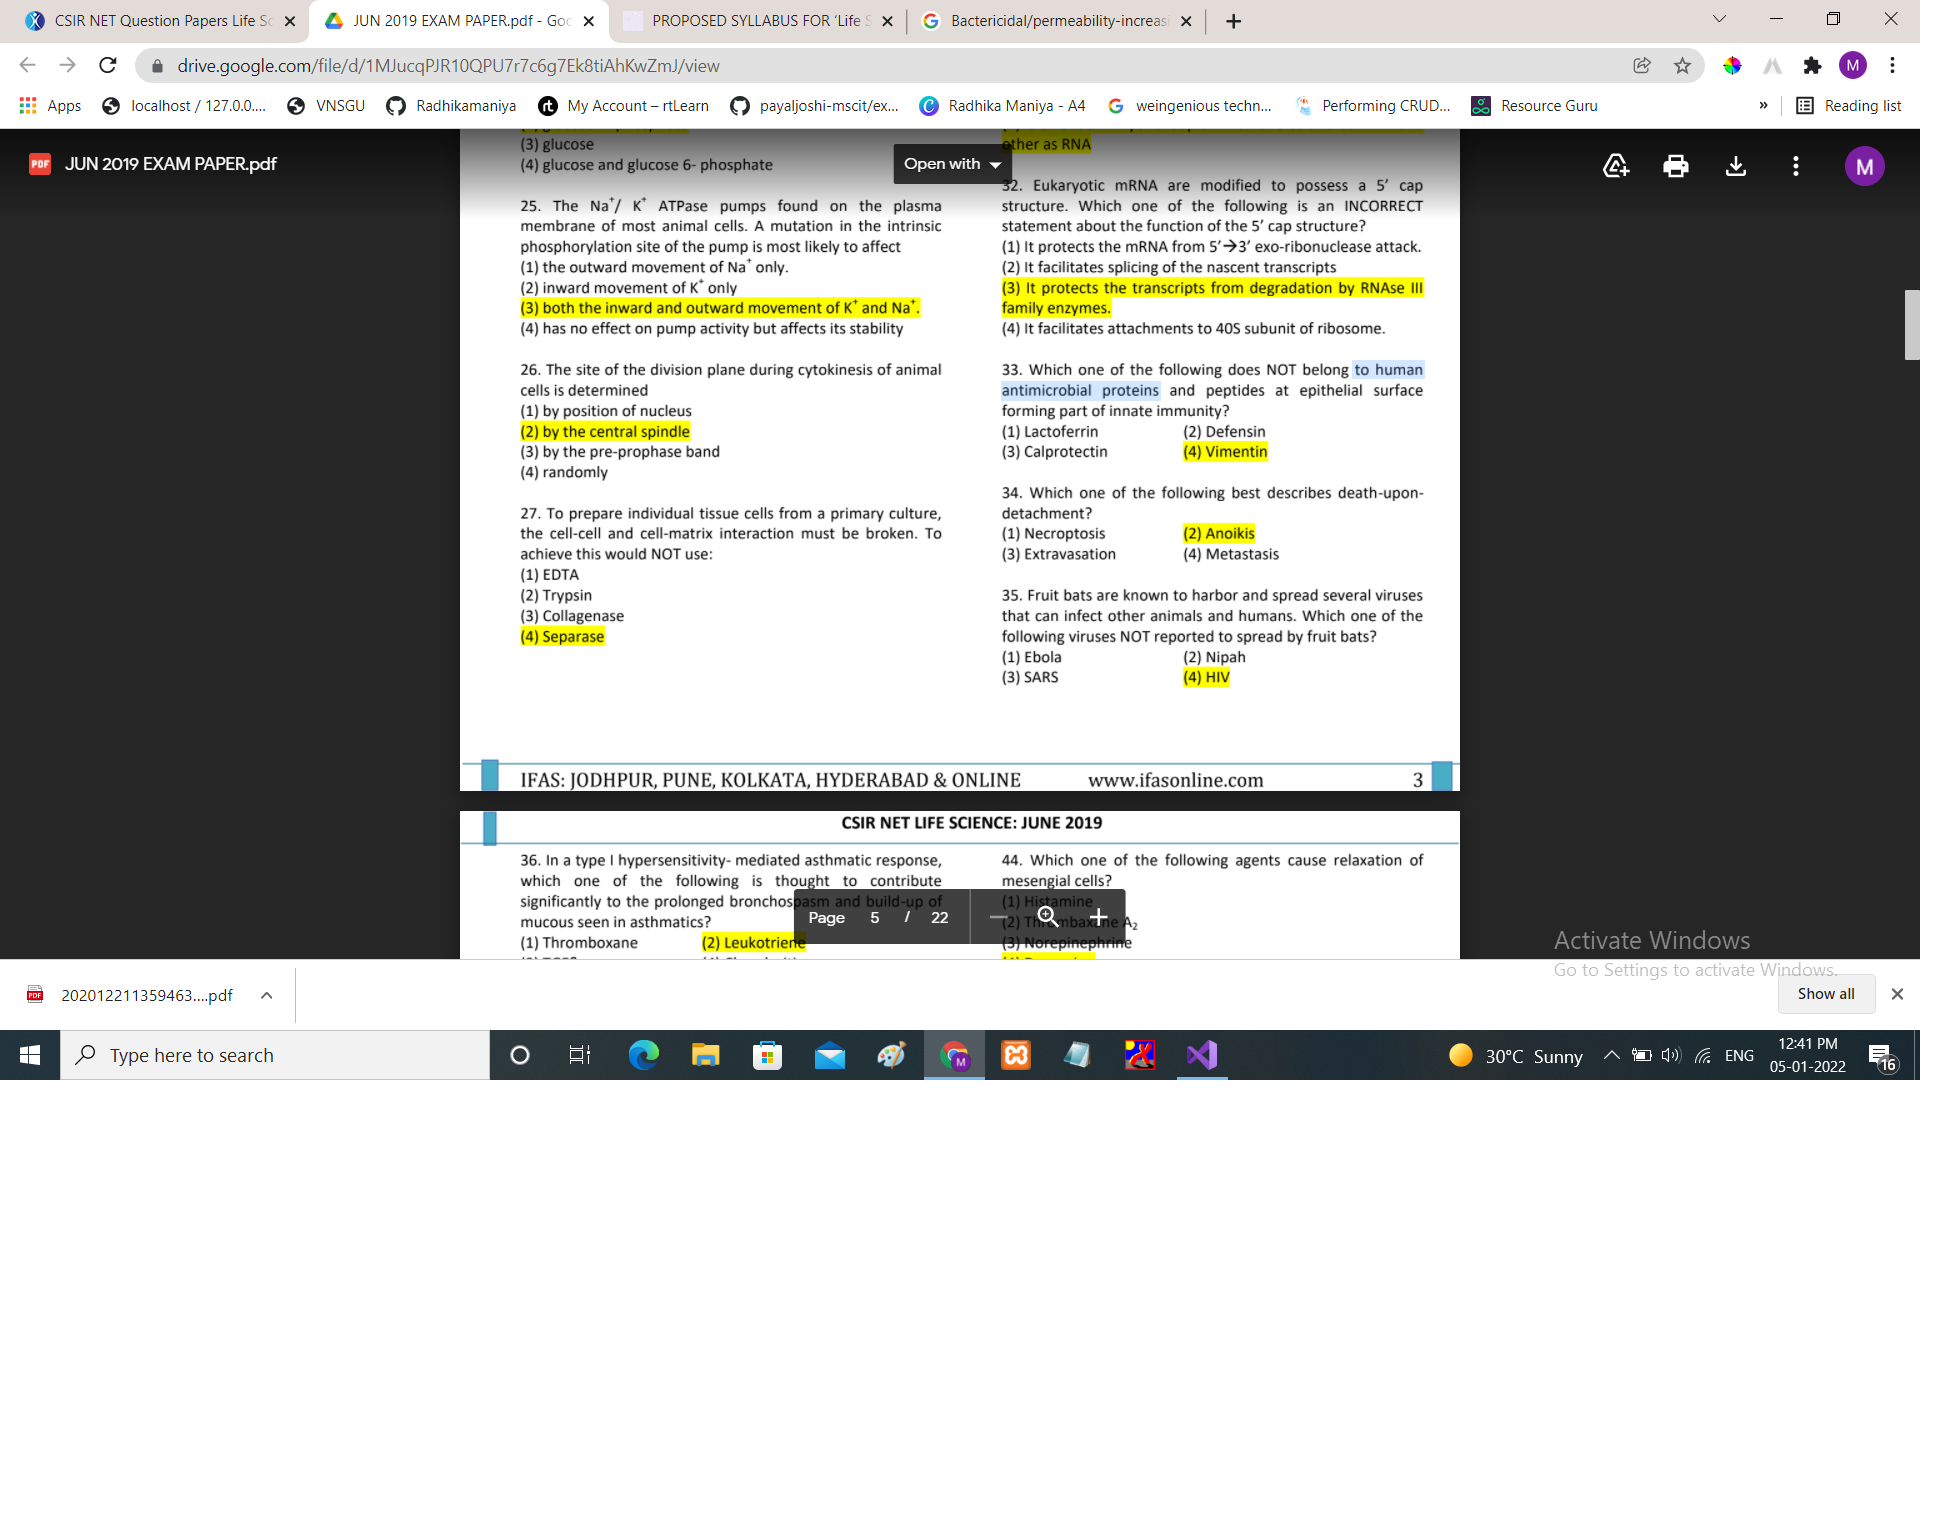 CSIR NET Question Papers Life Sc
JUN 2019 EXAM PAPER.pdf - Goo
PROPOSED SYLLABUS FOR 'Life S
Bactericidal/permeability-increasi
drive.google.com/file/d/1MJucqPJR10QPU7r7c6g7Ek8tiAhKwZmJ/view
M
Apps
localhost / 127.0.0....
VNSGU
Radhikamaniya
rt My Account – rtLearn
payaljoshi-mscit/ex...
Radhika Maniya - A4
weingenious techn...
Performing CRUD...
Resource Guru
»
Reading list
PDF JUN 2019 EXAM PAPER.pdf
Open with
M
(3) glucose
(4) glucose and glucose 6- phosphate
25. The Na+/ K+ ATPase pumps found on the plasma
membrane of most animal cells. A mutation in the intrinsic
phosphorylation site of the pump is most likely to affect
(1) the outward movement of Na+ only.
(2) inward movement of K+ only
(3) both the inward and outward movement of K+ and Na+.
(4) has no effect on pump activity but affects its stability
26. The site of the division plane during cytokinesis of animal
cells is determined
(1) by position of nucleus
(2) by the central spindle
(3) by the pre-prophase band
(4) randomly
27. To prepare individual tissue cells from a primary culture,
the cell-cell and cell-matrix interaction must be broken. To
achieve this would NOT use:
(1) EDTA
(2) Trypsin
(3) Collagenase
(4) Separase
other as RNA
32. Eukaryotic mRNA are modified to possess a 5’ cap
structure. Which one of the following is an INCORRECT
statement about the function of the 5’ cap structure?
(1) It protects the mRNA from 5’→3’ exo-ribonuclease attack.
(2) It facilitates splicing of the nascent transcripts
(3) It protects the transcripts from degradation by RNAse III
family enzymes.
(4) It facilitates attachments to 40S subunit of ribosome.
33. Which one of the following does NOT belong to human
antimicrobial proteins and peptides at epithelial surface
forming part of innate immunity?
(1) Lactoferrin (2) Defensin
(3) Calprotectin (4) Vimentin
34. Which one of the following best describes death-upon-
detachment?
(1) Necroptosis (2) Anoikis
(3) Extravasation (4) Metastasis
35. Fruit bats are known to harbor and spread several viruses
that can infect other animals and humans. Which one of the
following viruses NOT reported to spread by fruit bats?
(1) Ebola (2) Nipah
(3) SARS (4) HIV
IFAS: JODHPUR, PUNE, KOLKATA, HYDERABAD & ONLINE www.ifasonline.com 3
CSIR NET LIFE SCIENCE: JUNE 2019
36. In a type I hypersensitivity- mediated asthmatic response,
which one of the following is thought to contribute
significantly to the prolonged bronchospasm and build-up of
mucous seen in asthmatics?
(1) Thromboxane (2) Leukotriene
44. Which one of the following agents cause relaxation of
mesengial cells?
(1) Histamine
(2) Thrombaxane A2
(3) Norepinephrine
Page 5 / 22
Activate Windows
Go to Settings to activate Windows.
PDF 202012211359463....pdf
Show all
Type here to search
M
30°C Sunny
ENG
12:41 PM
05-01-2022
16